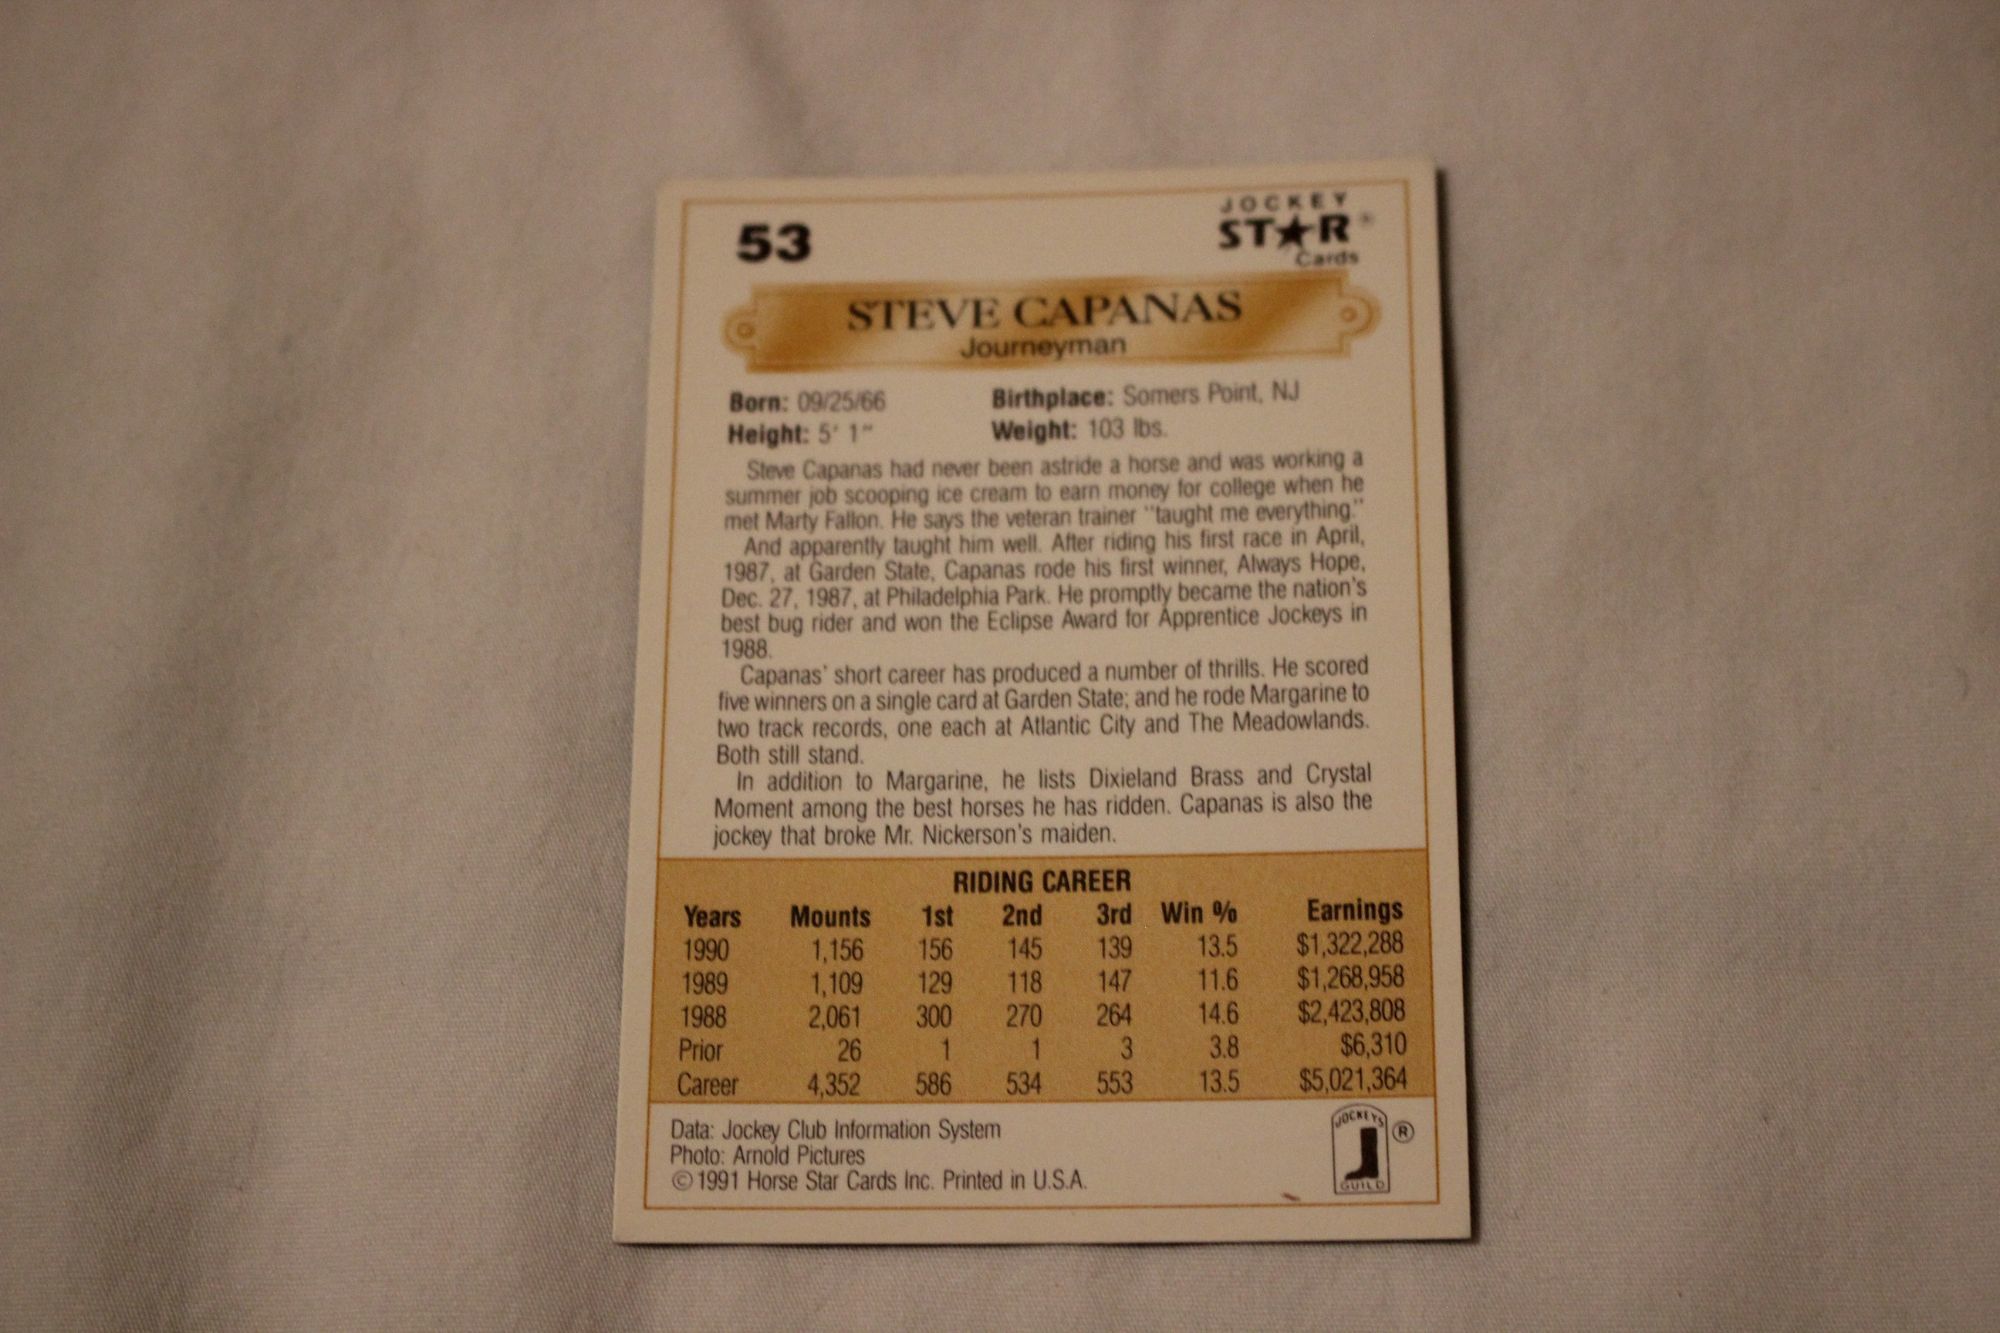 53
JOCKEY
STAR®
Cards
STEVE CAPANAS
Journeyman
Born: 09/25/66 Birthplace: Somers Point, NJ
Height: 5' 1" Weight: 103 lbs.
Steve Capanas had never been astride a horse and was working a
summer job scooping ice cream to earn money for college when he
met Marty Fallon. He says the veteran trainer "taught me everything."
And apparently taught him well. After riding his first race in April,
1987, at Garden State, Capanas rode his first winner, Always Hope,
Dec. 27, 1987, at Philadelphia Park. He promptly became the nation's
best bug rider and won the Eclipse Award for Apprentice Jockeys in
1988.
Capanas' short career has produced a number of thrills. He scored
five winners on a single card at Garden State; and he rode Margarine to
two track records, one each at Atlantic City and The Meadowlands.
Both still stand.
In addition to Margarine, he lists Dixieland Brass and Crystal
Moment among the best horses he has ridden. Capanas is also the
jockey that broke Mr. Nickerson's maiden.
RIDING CAREER
Years Mounts 1st 2nd 3rd Win % Earnings
1990 1,156 156 145 139 13.5 $1,322,288
1989 1,109 129 118 147 11.6 $1,268,958
1988 2,061 300 270 264 14.6 $2,423,808
Prior 26 1 1 3 3.8 $6,310
Career 4,352 586 534 553 13.5 $5,021,364
Data: Jockey Club Information System
Photo: Arnold Pictures
©1991 Horse Star Cards Inc. Printed in U.S.A.
JOCKEYS
GUILD
®